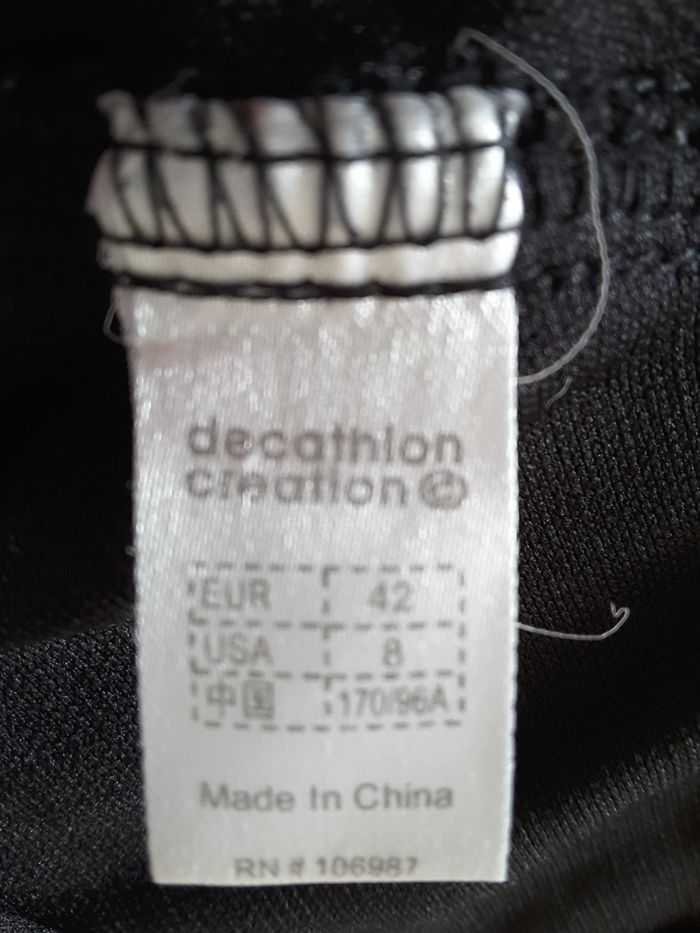 decathlon
creation ©
EUR 42
USA 8
中国 170/96A
Made In China
RN # 106987